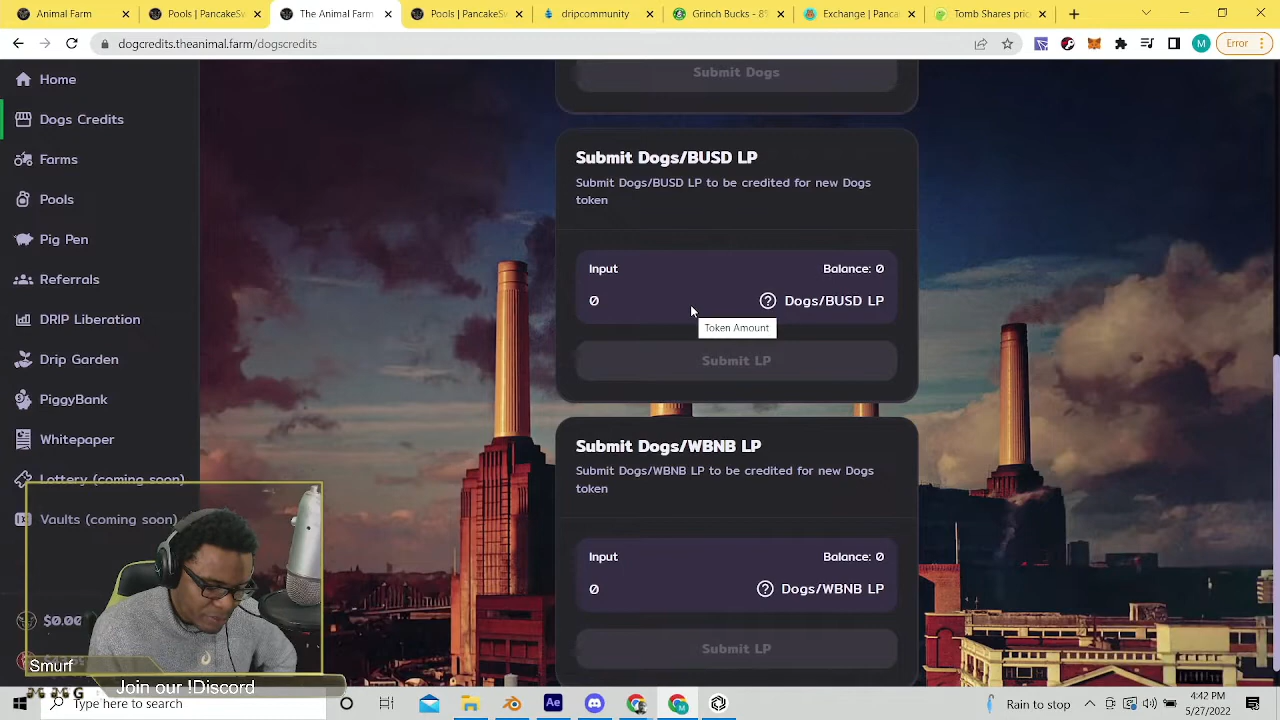 Pools | PancakeSw
The Animal Farm
Pools | PancakeSw
dripcommunity
Grinch Bucks - 8%
Exchange | Panca
Tomb Shares pric
dogcredits.theanimal.farm/dogscredits
M
Error
Home
Dogs Credits
Farms
Pools
Pig Pen
Referrals
DRIP Liberation
Drip Garden
PiggyBank
Whitepaper
Lottery (coming soon)
Vaults (coming soon)
$0.00
Submit Dogs
Submit Dogs/BUSD LP
Submit Dogs/BUSD LP to be credited for new Dogs
token
Input
Balance: 0
0
Dogs/BUSD LP
Token Amount
Submit LP
Submit Dogs/WBNB LP
Submit Dogs/WBNB LP to be credited for new Dogs
token
Input
Balance: 0
0
Dogs/WBNB LP
Submit LP
Smurf
Join our !Discord
Type here to search
Ae
Rain to stop
4:42 PM
5/27/2022